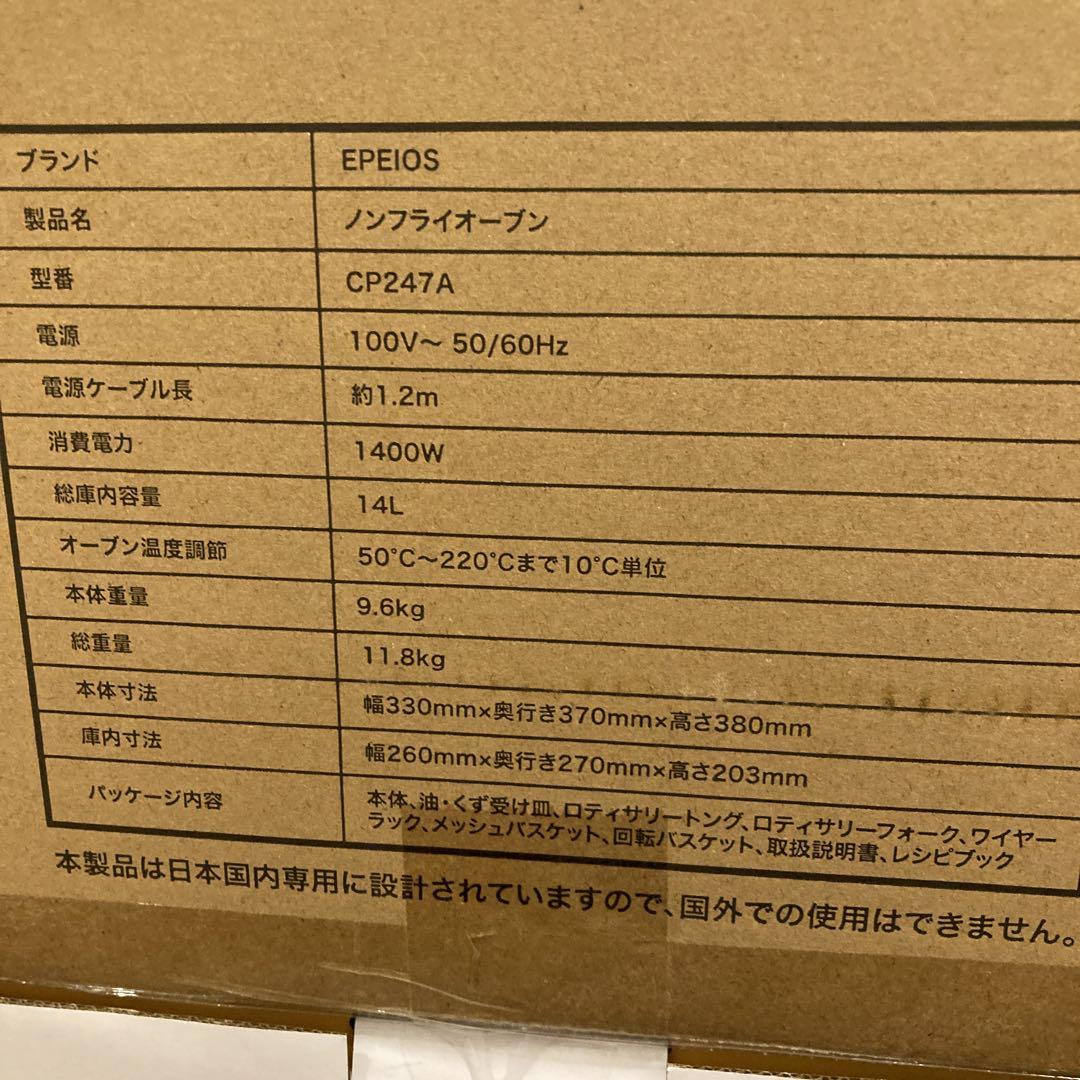 ブランド EPEIOS
製品名 ノンフライオーブン
型番 CP247A
電源 100V～ 50/60Hz
電源ケーブル長 約1.2m
消費電力 1400W
総庫内容量 14L
オーブン温度調節 50℃～220℃まで10℃単位
本体重量 9.6kg
総重量 11.8kg
本体寸法 幅330mm×奥行き370mm×高さ380mm
庫内寸法 幅260mm×奥行き270mm×高さ203mm
パッケージ内容 本体、油・くず受け皿、ロティサリートング、ロティサリーフォーク、ワイヤー
ラック、メッシュバスケット、回転バスケット、取扱説明書、レシピブック
本製品は日本国内専用に設計されていますので、国外での使用はできません。